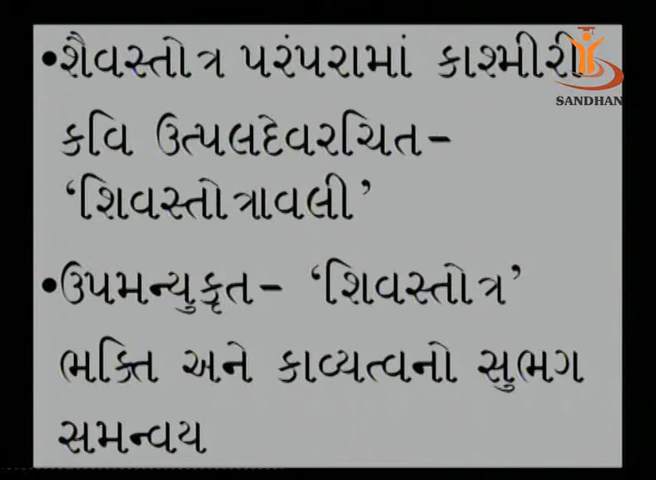 •શૈવસ્તોત્ર પરંપરામાં કાશ્મીરી
SANDHAN
કવિ ઉત્પલદેવરચિત–
‘શિવસ્તોત્રાવલી’
•ઉપમન્યુકૃત– ‘શિવસ્તોત્ર’
ભક્તિ અને કાવ્યત્વનો સુભગ
સમન્વય